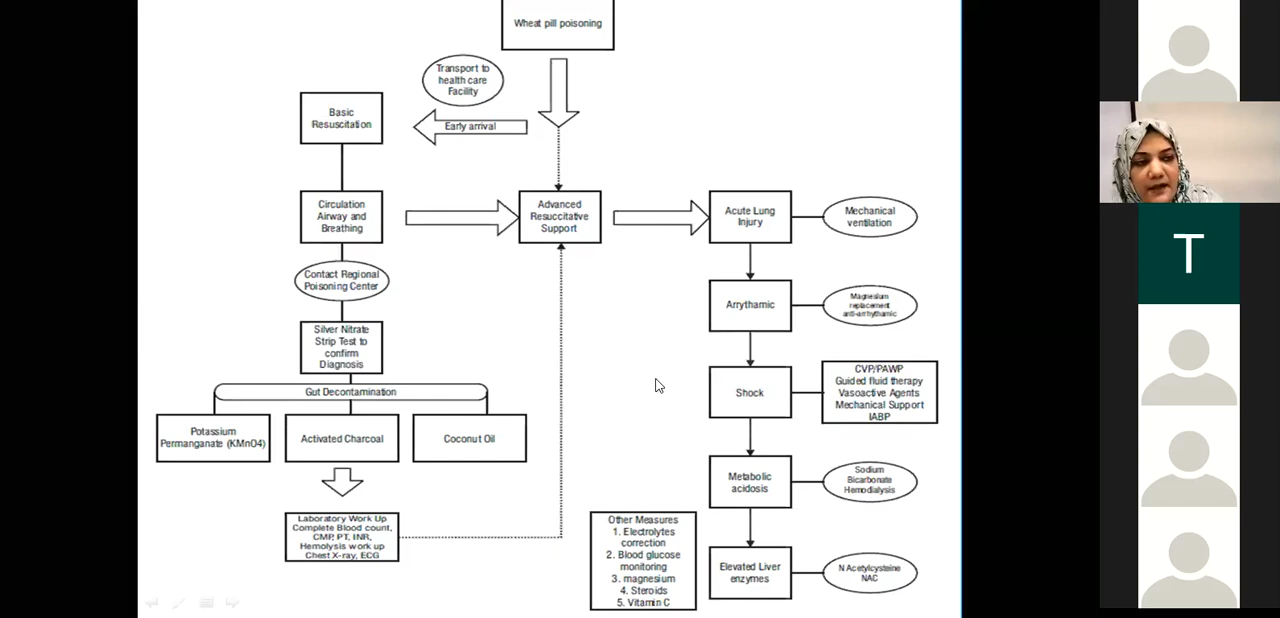 Wheat pill poisoning
Transport to
health care
Facility
Early arrival
Basic
Resuscitation
Circulation
Airway and
Breathing
Advanced
Resuccitative
Support
Acute Lung
Injury
Mechanical
ventilation
Contact Regional
Poisoning Center
Arrythamic
Magnesium
replacement
anti-arrhythamic
Silver Nitrate
Strip Test to
confirm
Diagnosis
Shock
CVP/PAWP
Guided fluid therapy
Vasoactive Agents
Mechanical Support
IABP
Gut Decontamination
Potassium
Permanganate (KMnO4)
Activated Charcoal
Coconut Oil
Metabolic
acidosis
Sodium
Bicarbonate
Hemodialysis
Laboratory Work Up
Complete Blood count,
CMP, PT, INR,
Hemolysis work up
Chest X-ray, ECG
Other Measures
1. Electrolytes
correction
2. Blood glucose
monitoring
3. magnesium
4. Steroids
5. Vitamin C
Elevated Liver
enzymes
N Acetylcysteine
NAC
T